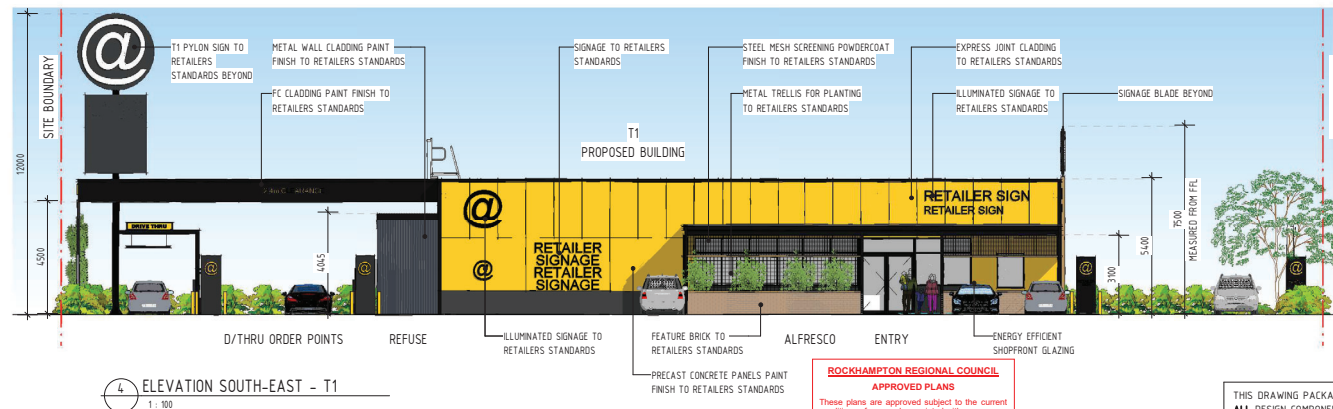 @
T1 PYLON SIGN TO
RETAILERS
STANDARDS BEYOND
METAL WALL CLADDING PAINT
FINISH TO RETAILERS STANDARDS
SIGNAGE TO RETAILERS
STANDARDS
STEEL MESH SCREENING POWDERCOAT
FINISH TO RETAILERS STANDARDS
EXPRESS JOINT CLADDING
TO RETAILERS STANDARDS
SITE BOUNDARY
FC CLADDING PAINT FINISH TO
RETAILERS STANDARDS
METAL TRELLIS FOR PLANTING
TO RETAILERS STANDARDS
ILLUMINATED SIGNAGE TO
RETAILERS STANDARDS
SIGNAGE BLADE BEYOND
T1
PROPOSED BUILDING
12000
4500
4045
DRIVE THRU
@
@
@
@
RETAILER
SIGNAGE
RETAILER
SIGNAGE
RETAILER SIGN
RETAILER SIGN
3100
5400
7500
MEASURED FROM FFL
@
@
D/THRU ORDER POINTS
REFUSE
ILLUMINATED SIGNAGE TO
RETAILERS STANDARDS
FEATURE BRICK TO
RETAILERS STANDARDS
ALFRESCO
ENTRY
ENERGY EFFICIENT
SHOPFRONT GLAZING
PRECAST CONCRETE PANELS PAINT
FINISH TO RETAILERS STANDARDS
4
ELEVATION SOUTH-EAST - T1
1 : 100
ROCKHAMPTON REGIONAL COUNCIL
APPROVED PLANS
These plans are approved subject to the current
THIS DRAWING PACKA
ALL DESIGN COMPONEN